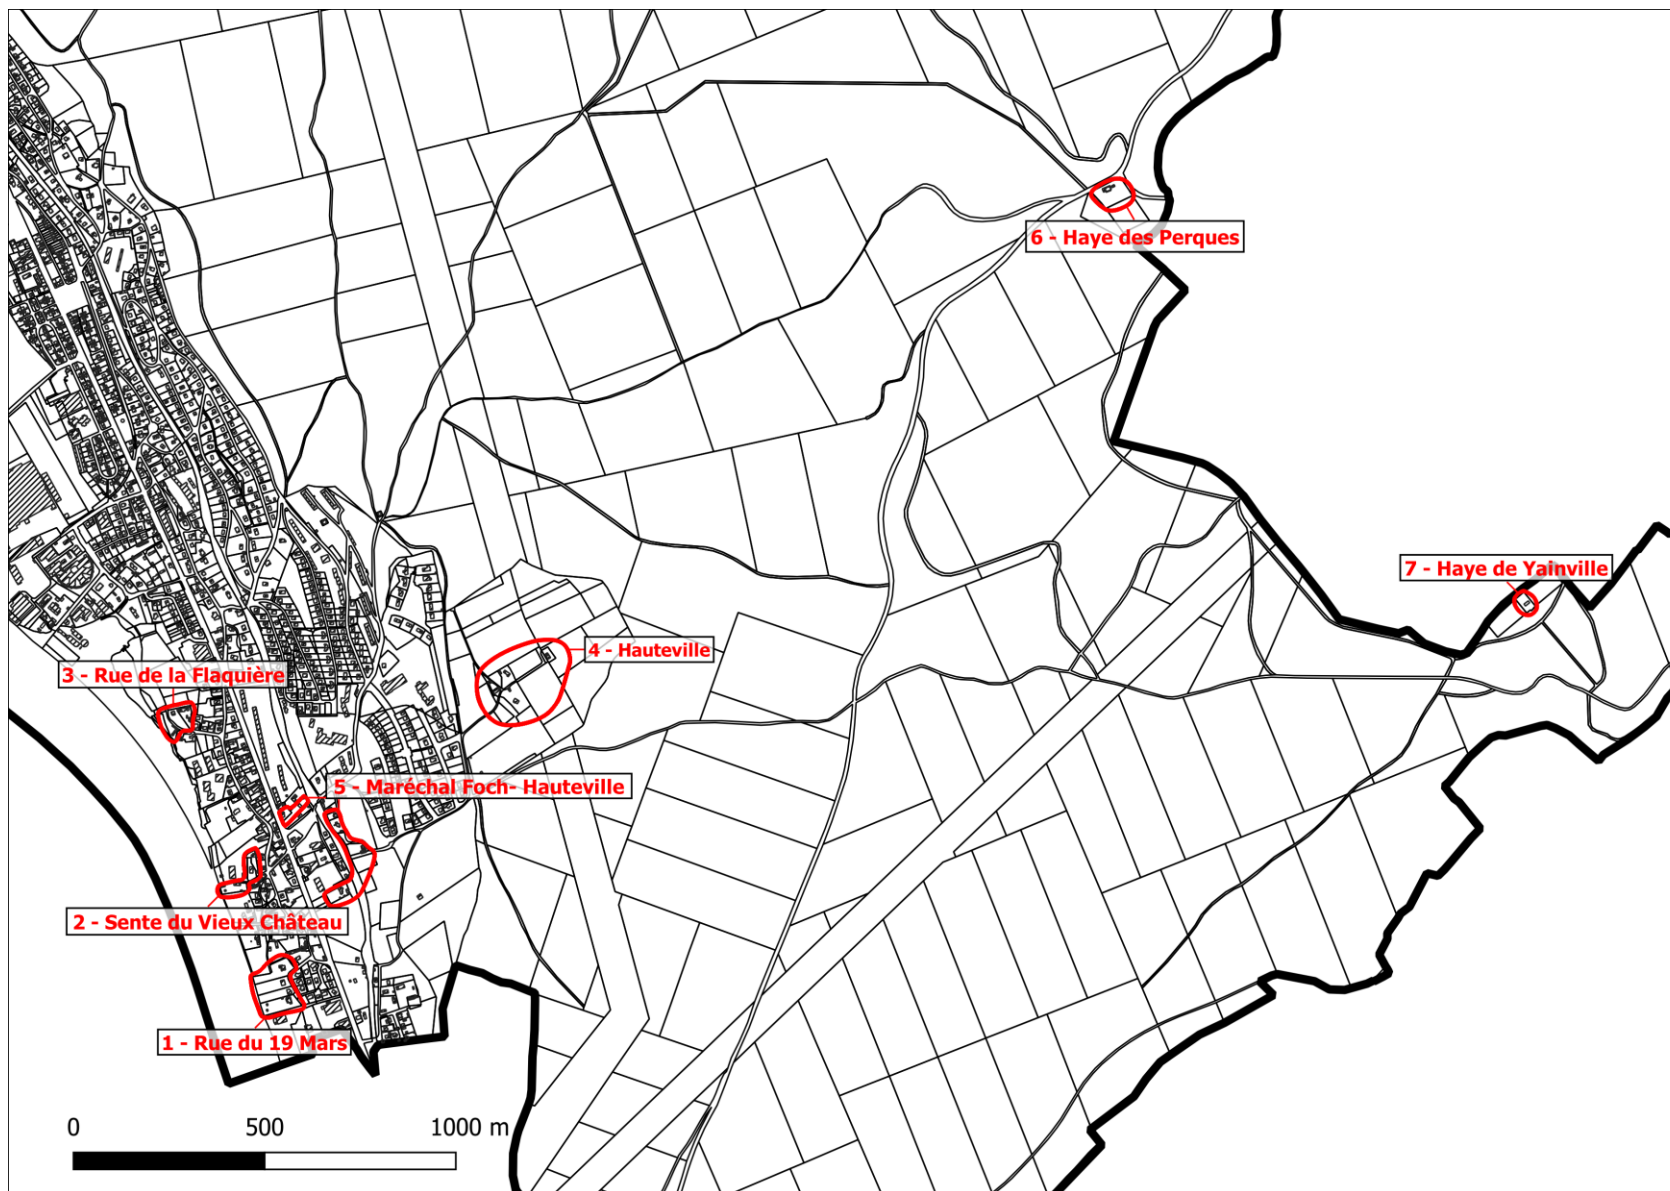 6 - Haye des Perques
7 - Haye de Yainville
4 - Hauteville
3 - Rue de la Flaquière
5 - Maréchal Foch- Hauteville
2 - Sente du Vieux Château
1 - Rue du 19 Mars
0 500 1000 m